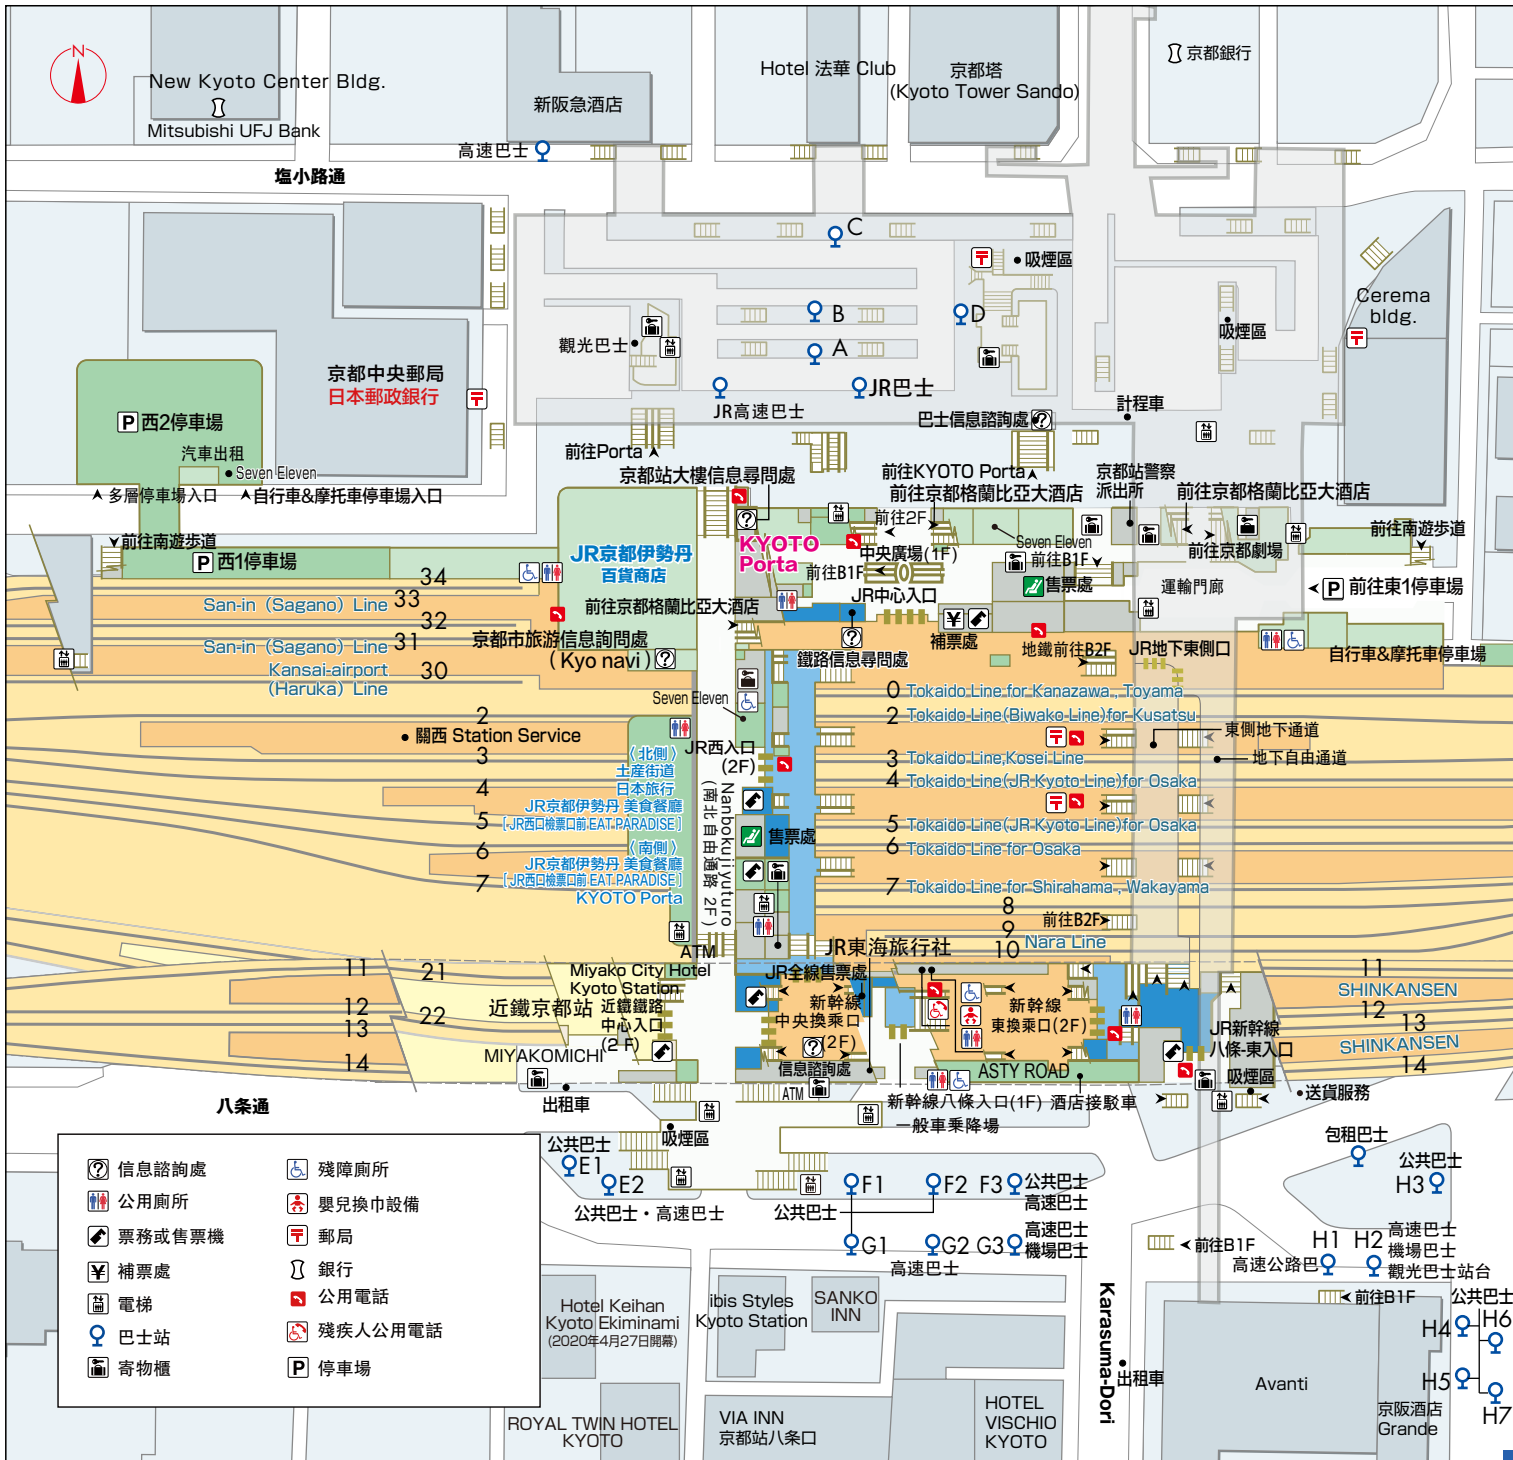 N
New Kyoto Center Bldg.
Mitsubishi UFJ Bank
新阪急酒店
高速巴士
塩小路通
Hotel 法華 Club
京都塔
(Kyoto Tower Sando)
京都銀行
C
吸煙區
B
D
A
觀光巴士
JR高速巴士
JR巴士
Cerema
bldg.
吸煙區
京都中央郵局
日本郵政銀行
P 西2停車場
汽車出租
Seven Eleven
多層停車場入口
自行車&摩托車停車場入口
前往Porta
京都站大樓信息尋問處
巴士信息諮詢處
計程車
前往KYOTO Porta
前往京都格蘭比亞大酒店
京都站警察
派出所
前往京都格蘭比亞大酒店
前往南遊步道
P 西1停車場
JR京都伊勢丹
百貨商店
KYOTO
Porta
前往2F
中央廣場(1F)
前往B1F
JR中心入口
Seven Eleven
前往B1F
售票處
前往京都劇場
前往南遊步道
運輸門廊
P 前往東1停車場
34
San-in (Sagano) Line 33
32
San-in (Sagano) Line 31
Kansai-airport
(Haruka) Line
30
前往京都格蘭比亞大酒店
京都市旅游信息詢問處
(Kyo navi)
鐵路信息尋問處
補票處
地鐵前往B2F
JR地下東側口
自行車&摩托車停車場
Seven Eleven
0 Tokaido Line for Kanazawa, Toyama
2 Tokaido Line(Biwako Line)for Kusatsu
3 Tokaido Line,Kosei Line
4 Tokaido Line(JR Kyoto Line)for Osaka
5 Tokaido Line(JR Kyoto Line)for Osaka
6 Tokaido Line for Osaka
7 Tokaido Line for Shirahama, Wakayama
8
9
10 Nara Line
前往B2F
東側地下通道
地下自由通道
2
關西 Station Service
3
4
5
6
7
〈北側〉
土産街道
日本旅行
JR京都伊勢丹 美食餐廳
[JR西口檢票口前 EAT PARADISE]
〈南側〉
JR京都伊勢丹 美食餐廳
[JR西口檢票口前 EAT PARADISE]
KYOTO Porta
JR西入口
(2F)
Nanbokujiyuturo
(南北自由通路 2F)
售票處
ATM
11
12
13
14
21
22
近鐵京都站
Miyako City Hotel
Kyoto Station
近鐵鐵路
中心入口
(2 F)
MIYAKOMICHI
JR東海旅行社
JR全線售票處
新幹線
中央換乘口
(2F)
信息諮詢處
ATM
新幹線
東換乘口(2F)
ASTY ROAD
新幹線八條入口(1F)
酒店接駁車
一般車乘降場
JR新幹線
八條-東入口
吸煙區
送貨服務
11
SHINKANSEN
12
13
SHINKANSEN
14
八条通
出租車
吸煙區
公共巴士
E1
E2
公共巴士・高速巴士
公共巴士
F1
F2
F3
公共巴士
高速巴士
G1
G2
G3
高速巴士
機場巴士
高速巴士
包租巴士
公共巴士
H3
前往B1F
H1
高速公路巴
H2
高速巴士
機場巴士
觀光巴士站台
前往B1F
公共巴士
H4
H6
H5
H7
信息諮詢處
公用廁所
票務或售票機
¥ 補票處
電梯
巴士站
寄物櫃
殘障廁所
嬰兒換巾設備
郵局
銀行
公用電話
殘疾人公用電話
P 停車場
Hotel Keihan
Kyoto Ekiminami
(2020年4月27日開幕)
ibis Styles
Kyoto Station
SANKO
INN
ROYAL TWIN HOTEL
KYOTO
VIA INN
京都站八条口
HOTEL
VISCHIO
KYOTO
Karasuma-Dori
出租車
Avanti
京阪酒店
Grande